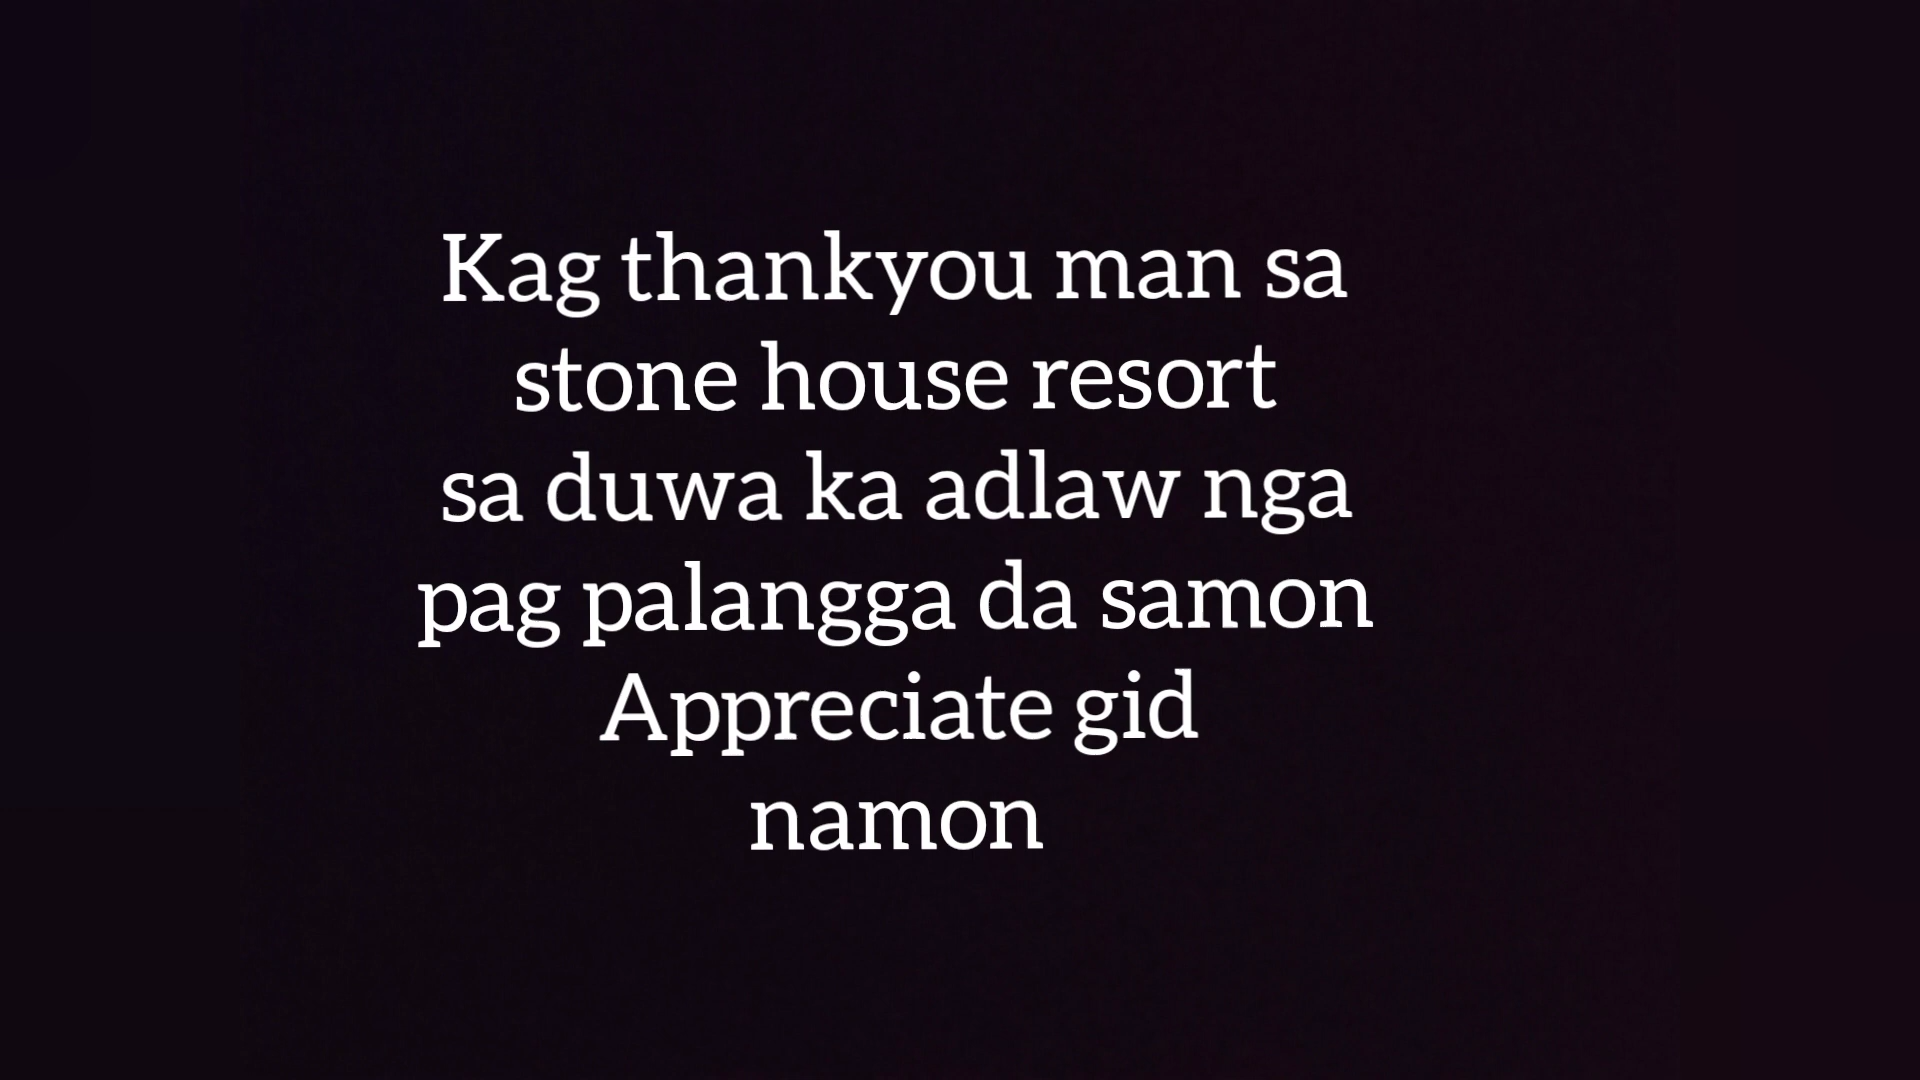 Kag thankyou man sa
stone house resort
sa duwa ka adlaw nga
pag palangga da samon
Appreciate gid
namon